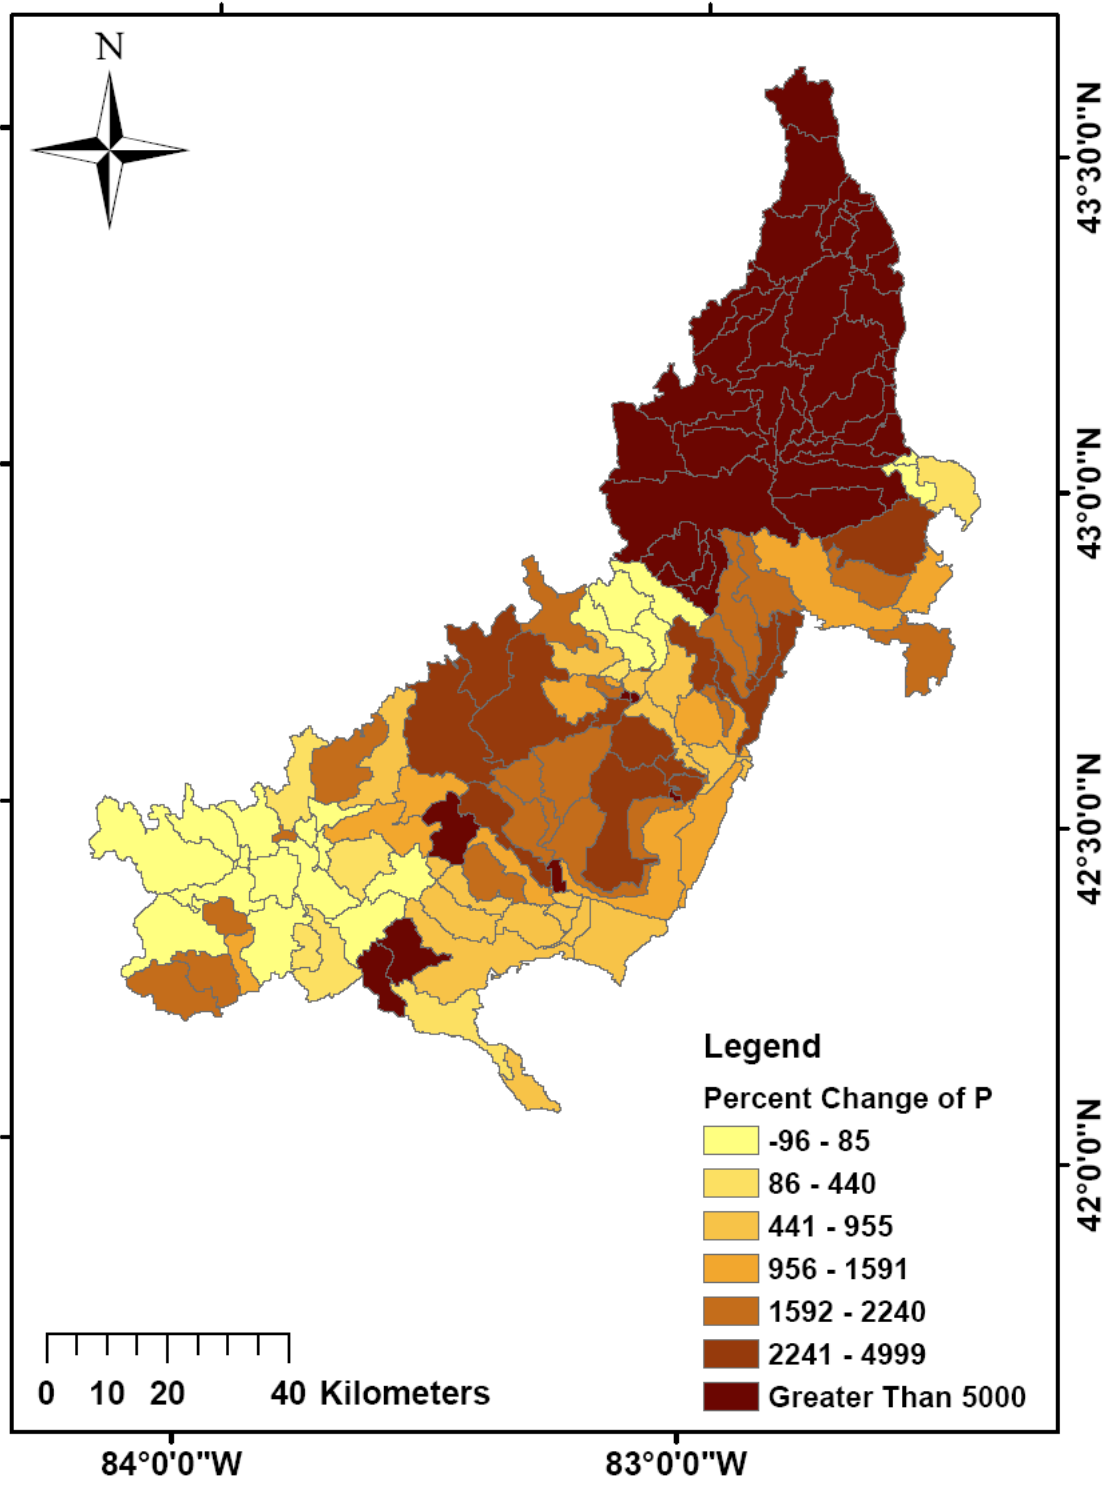 N
43°30'0"N
43°0'0"N
42°30'0"N
42°0'0"N
Legend
Percent Change of P
-96 - 85
86 - 440
441 - 955
956 - 1591
1592 - 2240
2241 - 4999
Greater Than 5000
0 10 20 40 Kilometers
84°0'0"W 83°0'0"W